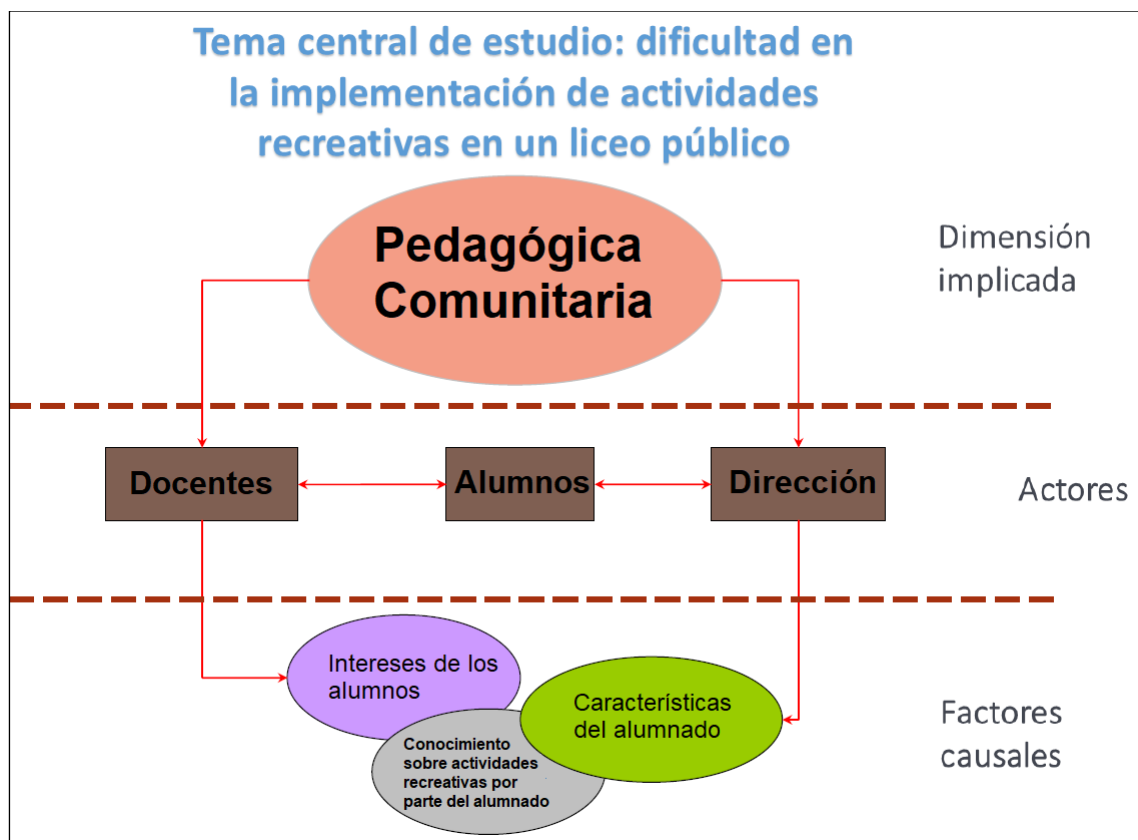 Tema central de estudio: dificultad en
la implementación de actividades
recreativas en un liceo público
Pedagógica
Comunitaria
Dimensión
implicada
Docentes
Alumnos
Dirección
Actores
Intereses de los
alumnos
Características
del alumnado
Conocimiento
sobre actividades
recreativas por
parte del alumnado
Factores
causales